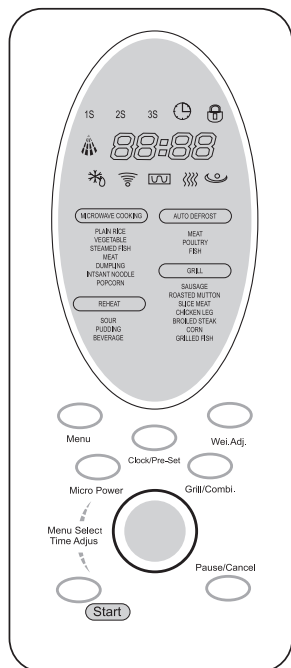 1S 2S 3S
88:88
MICROWAVE COOKING
PLAIN RICE
VEGETABLE
STEAMED FISH
MEAT
DUMPLING
INTSANT NOODLE
POPCORN
REHEAT
SOUR
PUDDING
BEVERAGE
AUTO DEFROST
MEAT
POULTRY
FISH
GRILL
SAUSAGE
ROASTED MUTTON
SLICE MEAT
CHICKEN LEG
BROILED STEAK
CORN
GRILLED FISH
Menu
Wei.Adj.
Clock/Pre-Set
Micro Power
Grill/Combi.
Menu Select
Time Adjus
Pause/Cancel
Start